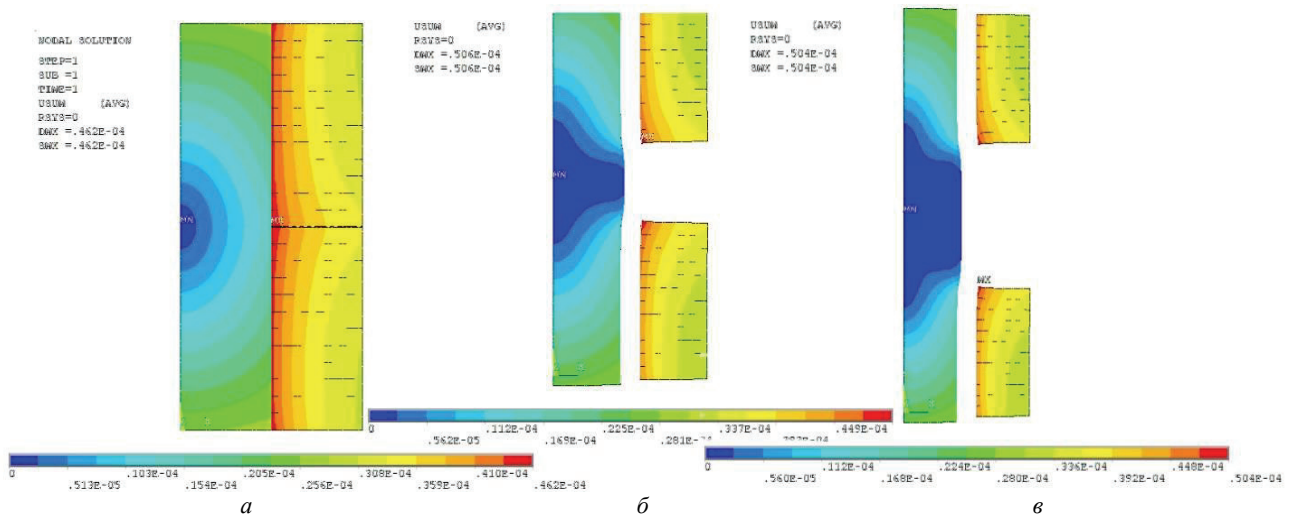 NODAL SOLUTION
STEP=1
SUB =1
TIME=1
USUM (AVG)
RSYS=0
DMX =.462E-04
SMX =.462E-04
MN
MX
0 .103E-04 .205E-04 .308E-04 .410E-04
.513E-05 .154E-04 .256E-04 .359E-04 .462E-04
а
USUM (AVG)
RSYS=0
DMX =.506E-04
SMX =.506E-04
MN
MX
0 .112E-04 .225E-04 .337E-04 .449E-04
.562E-05 .169E-04
б
USUM (AVG)
RSYS=0
DMX =.504E-04
SMX =.504E-04
MN
MX
0 .112E-04 .224E-04 .336E-04 .448E-04
.560E-05 .168E-04 .280E-04 .392E-04 .504E-04
в